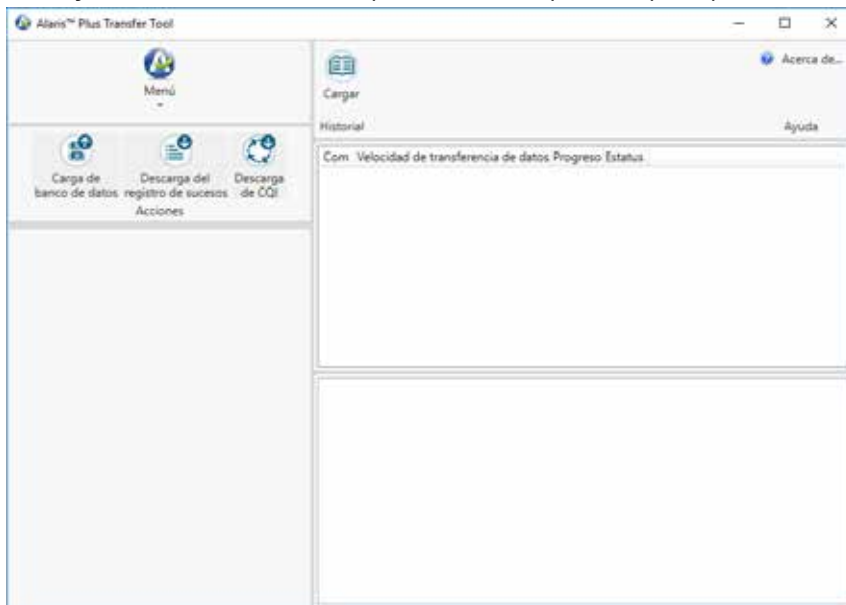 Alaris™ Plus Transfer Tool
Menú
Cargar
Acerca de...
Historial
Ayuda
Carga de
banco de datos
Descarga del
registro de sucesos
Descarga
de CQI
Acciones
Com Velocidad de transferencia de datos Progreso Estatus